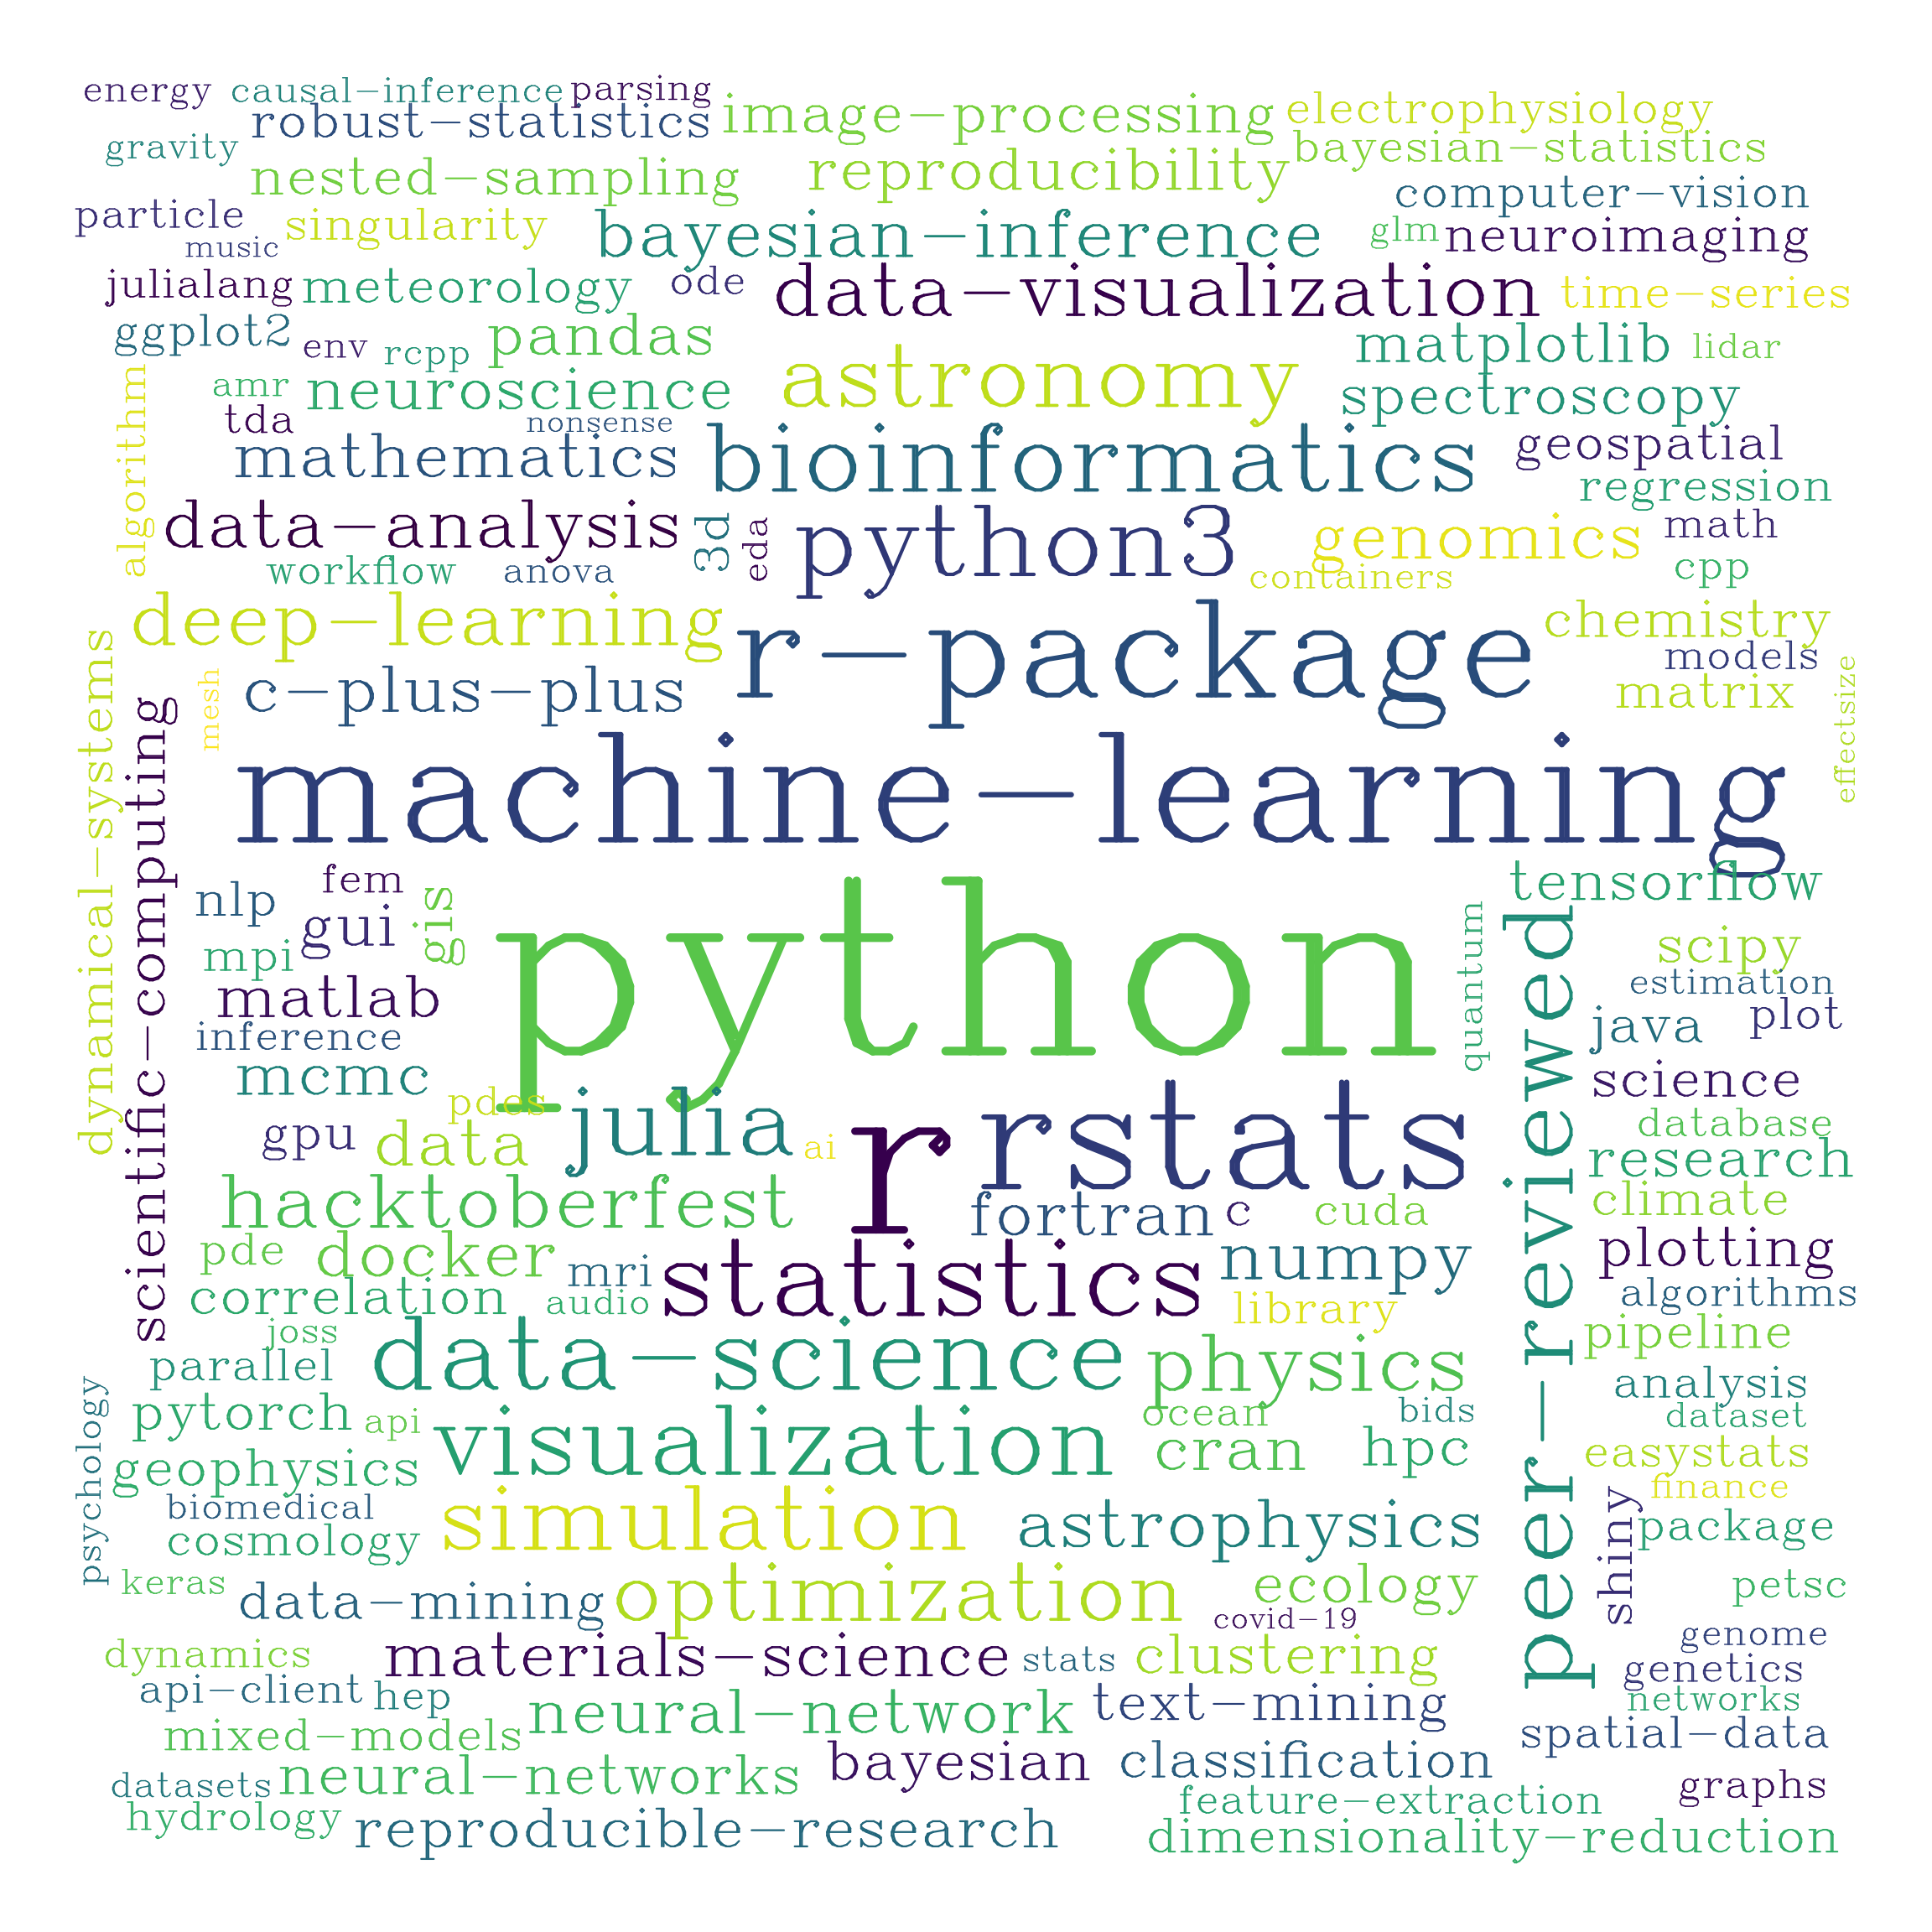 energy causal-inference parsing
robust-statistics image-processing electrophysiology
gravity bayesian-statistics
nested-sampling reproducibility computer-vision
particle singularity bayesian-inference glm neuroimaging
music
julialang meteorology ode data-visualization time-series
ggplot2 env rcpp pandas matplotlib lidar
algorithm amr neuroscience astronomy spectroscopy
tda nonsense
mathematics bioinformatics geospatial
regression
data-analysis 3d eda python3 genomics math
workflow anova containers cpp
deep-learning chemistry
dynamical-systems mesh c-plus-plus r-package models effectsize
scientific-computing matrix
machine-learning
fem tensorflow
nlp gui gis python quantum peer-reviewed
mpi scipy
matlab estimation
inference java plot
mcmc pdes science
gpu data julia ai r rstats database
research
hacktoberfest fortran c cuda climate
pde docker mri statistics numpy plotting
correlation audio library algorithms
joss pipeline
parallel data-science physics analysis
psychology pytorch api ocean bids dataset
geophysics visualization cran hpc easystats
finance
biomedical shiny
cosmology simulation astrophysics package
keras data-mining optimization ecology petsc
covid-19
dynamics materials-science stats clustering genome
genetics
api-client hep neural-network text-mining networks
mixed-models spatial-data
datasets neural-networks bayesian classification graphs
hydrology reproducible-research feature-extraction
dimensionality-reduction